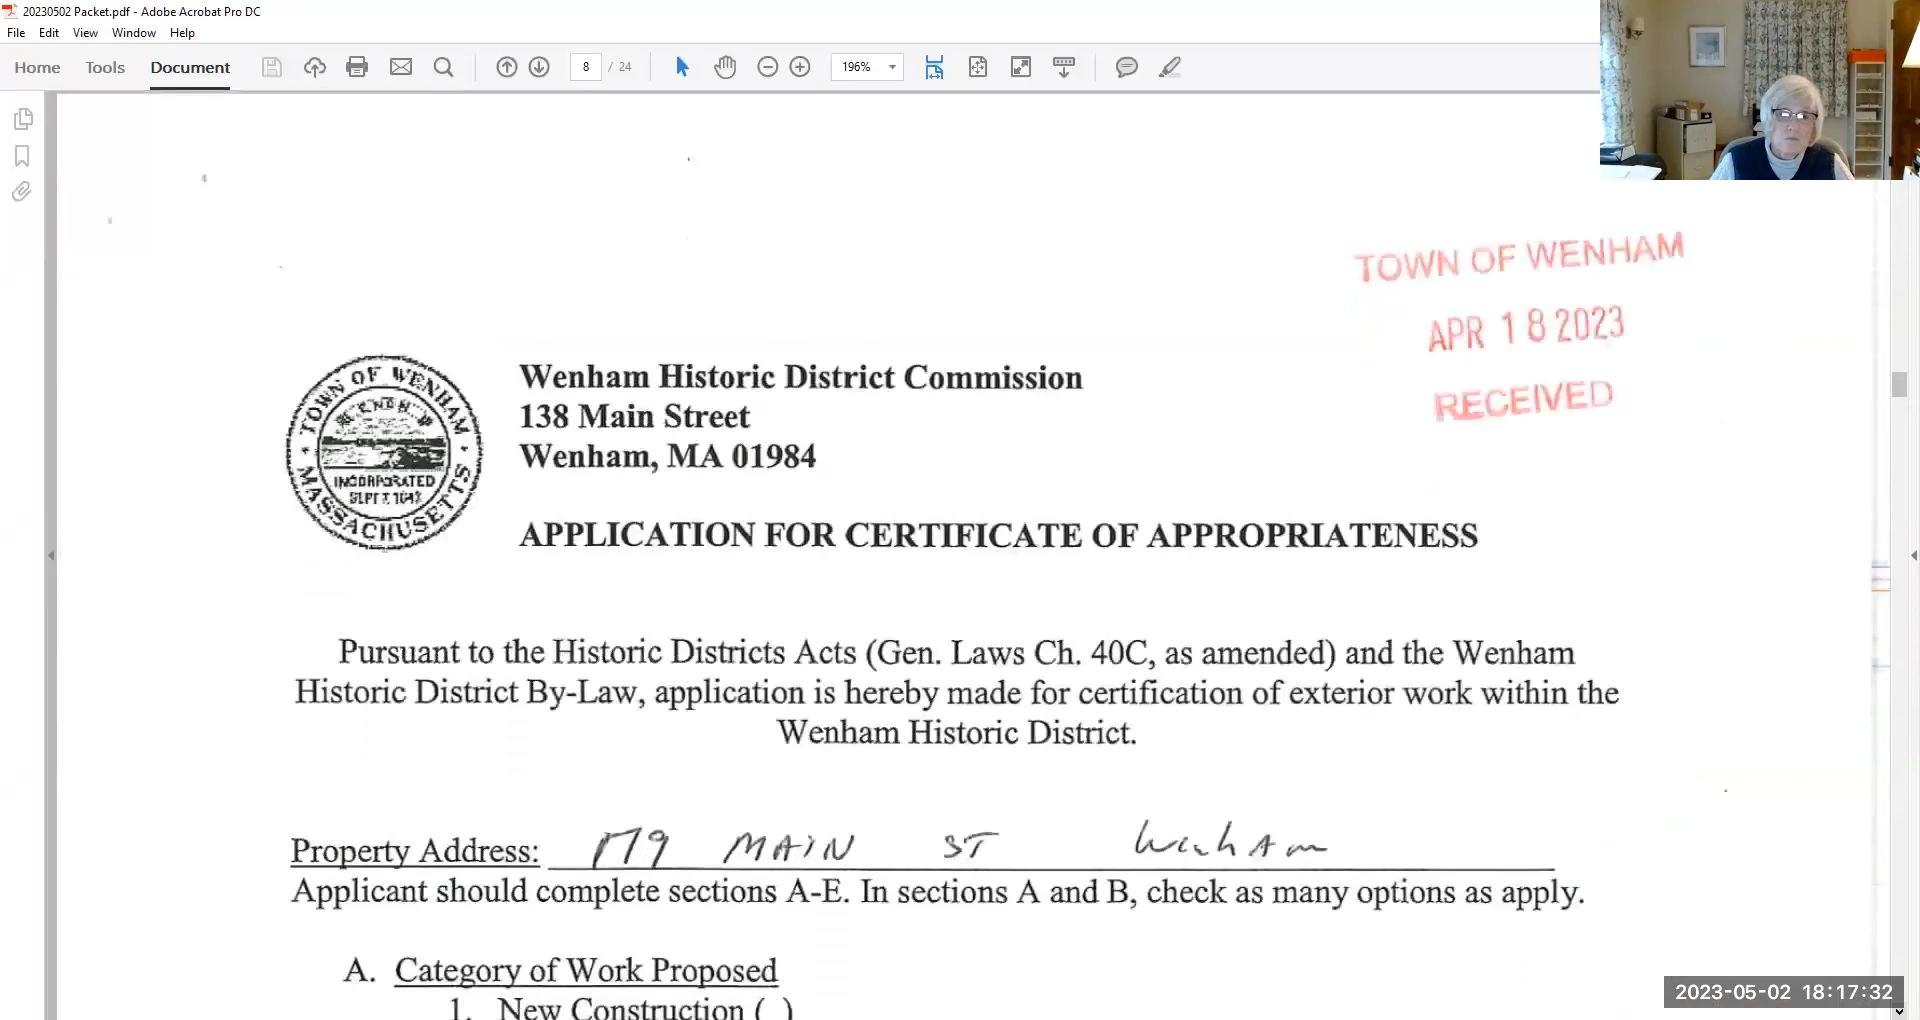 20230502 Packet.pdf - Adobe Acrobat Pro DC
File Edit View Window Help
Home Tools Document 8 / 24 196%
TOWN OF WENHAM
APR 18 2023
RECEIVED
TOWN OF WENHAM
MASSACHUSETTS
INCORPORATED
Wenham Historic District Commission
138 Main Street
Wenham, MA 01984
APPLICATION FOR CERTIFICATE OF APPROPRIATENESS
Pursuant to the Historic Districts Acts (Gen. Laws Ch. 40C, as amended) and the Wenham
Historic District By-Law, application is hereby made for certification of exterior work within the
Wenham Historic District.
Property Address: 179 MAIN ST Wenham
Applicant should complete sections A-E. In sections A and B, check as many options as apply.
A. Category of Work Proposed
1. New Construction ( )
2023-05-02 18:17:32